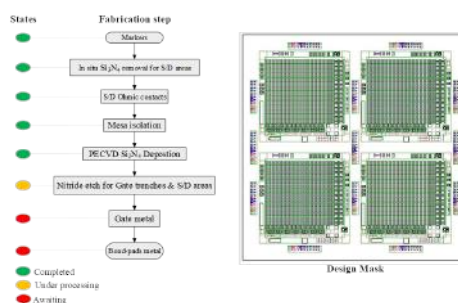 States
Fabrication step
Markers
In situ Si₃N₄ removal for S/D areas
S/D Ohmic contacts
Mesa isolation
PECVD Si₃N₄ Depostion
Nitride etch for Gate trenches & S/D areas
Gate metal
Bond-pads metal
Completed
Under processing
Awaiting
Design Mask